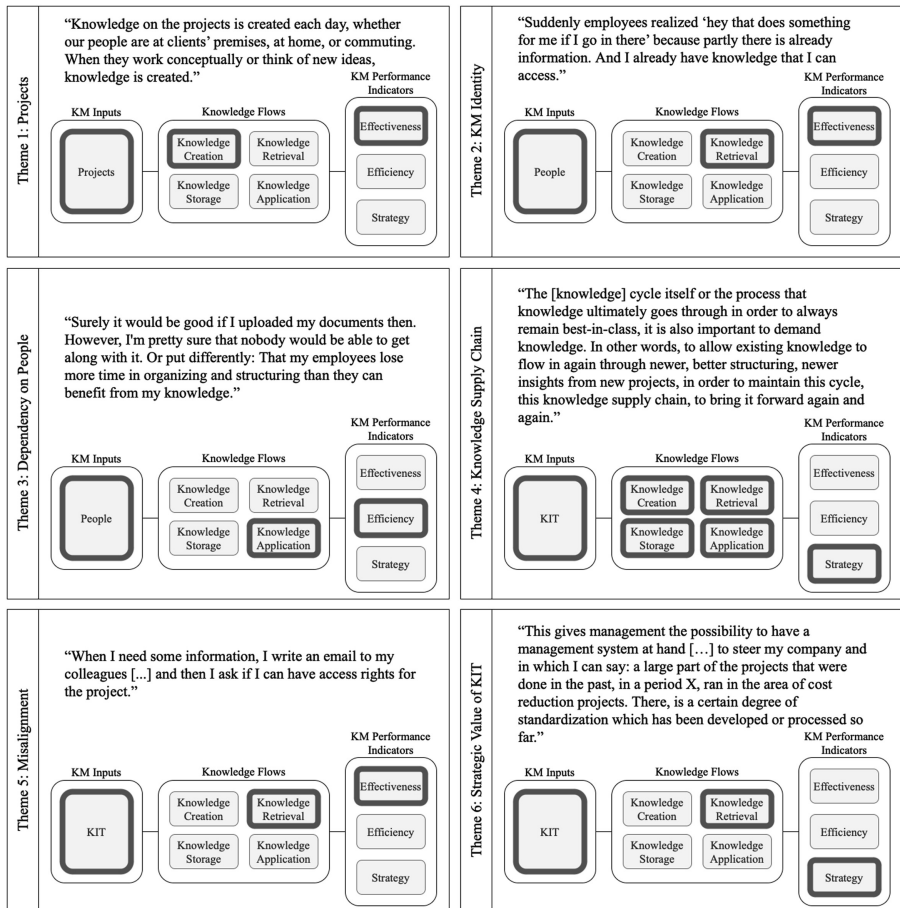 Theme 1: Projects
“Knowledge on the projects is created each day, whether
our people are at clients’ premises, at home, or commuting.
When they work conceptually or think of new ideas,
knowledge is created.”
KM Performance
Indicators
KM Inputs
Knowledge Flows
Projects
Knowledge
Creation
Knowledge
Retrieval
Knowledge
Storage
Knowledge
Application
Effectiveness
Efficiency
Strategy
Theme 2: KM Identity
“Suddenly employees realized ‘hey that does something
for me if I go in there’ because partly there is already
information. And I already have knowledge that I can
access.”
KM Performance
Indicators
KM Inputs
Knowledge Flows
People
Knowledge
Creation
Knowledge
Retrieval
Knowledge
Storage
Knowledge
Application
Effectiveness
Efficiency
Strategy
Theme 3: Dependency on People
“Surely it would be good if I uploaded my documents then.
However, I'm pretty sure that nobody would be able to get
along with it. Or put differently: That my employees lose
more time in organizing and structuring than they can
benefit from my knowledge.”
KM Performance
Indicators
KM Inputs
Knowledge Flows
People
Knowledge
Creation
Knowledge
Retrieval
Knowledge
Storage
Knowledge
Application
Effectiveness
Efficiency
Strategy
Theme 4: Knowledge Supply Chain
“The [knowledge] cycle itself or the process that
knowledge ultimately goes through in order to always
remain best-in-class, it is also important to demand
knowledge. In other words, to allow existing knowledge to
flow in again through newer, better structuring, newer
insights from new projects, in order to maintain this cycle,
this knowledge supply chain, to bring it forward again and
again.”
KM Performance
Indicators
KM Inputs
Knowledge Flows
KIT
Knowledge
Creation
Knowledge
Retrieval
Knowledge
Storage
Knowledge
Application
Effectiveness
Efficiency
Strategy
Theme 5: Misalignment
“When I need some information, I write an email to my
colleagues [...] and then I ask if I can have access rights for
the project.”
KM Performance
Indicators
KM Inputs
Knowledge Flows
KIT
Knowledge
Creation
Knowledge
Retrieval
Knowledge
Storage
Knowledge
Application
Effectiveness
Efficiency
Strategy
Theme 6: Strategic Value of KIT
“This gives management the possibility to have a
management system at hand […] to steer my company and
in which I can say: a large part of the projects that were
done in the past, in a period X, ran in the area of cost
reduction projects. There, is a certain degree of
standardization which has been developed or processed so
far.”
KM Performance
Indicators
KM Inputs
Knowledge Flows
KIT
Knowledge
Creation
Knowledge
Retrieval
Knowledge
Storage
Knowledge
Application
Effectiveness
Efficiency
Strategy